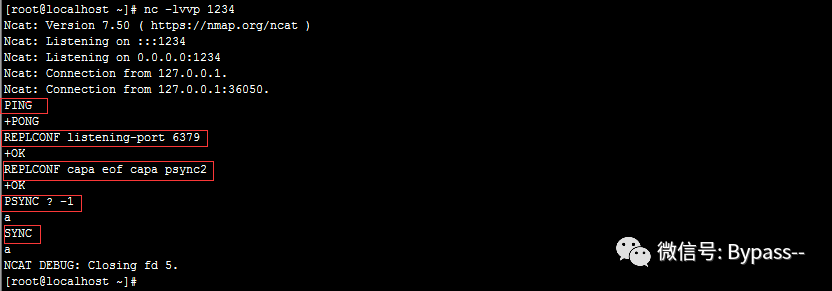 [root@localhost ~]# nc -lvvp 1234
Ncat: Version 7.50 ( https://nmap.org/ncat )
Ncat: Listening on :::1234
Ncat: Listening on 0.0.0.0:1234
Ncat: Connection from 127.0.0.1.
Ncat: Connection from 127.0.0.1:36050.
PING
+PONG
REPLCONF listening-port 6379
+OK
REPLCONF capa eof capa psync2
+OK
PSYNC ? -1
a
SYNC
a
NCAT DEBUG: Closing fd 5.
[root@localhost ~]#
微信号: Bypass--